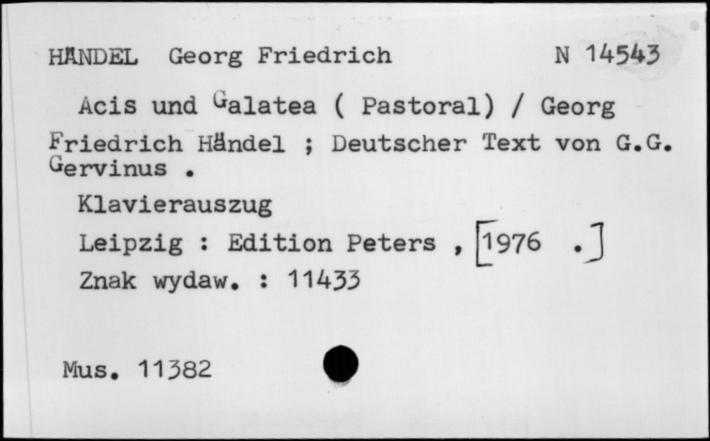 HÄNDEL Georg Friedrich N 14543
Acis und Galatea ( Pastoral) / Georg
Friedrich Händel ; Deutscher Text von G.G.
Gervinus .
Klavierauszug
Leipzig : Edition Peters , [1976 .]
Znak wydaw. : 11433
Mus. 11382